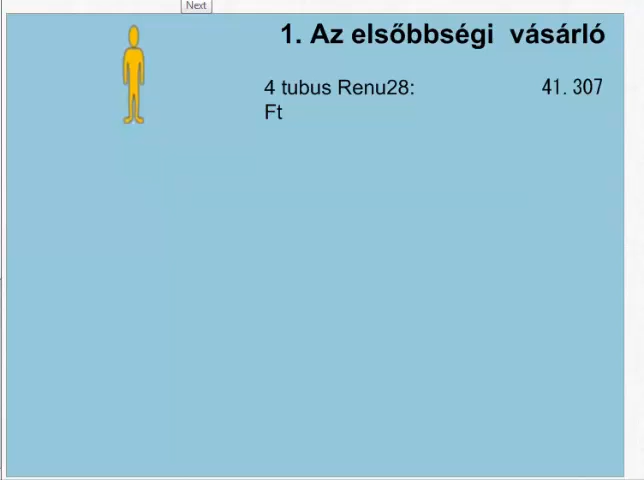 Next
1. Az elsőbbségi vásárló
4 tubus Renu28: 41.307
Ft